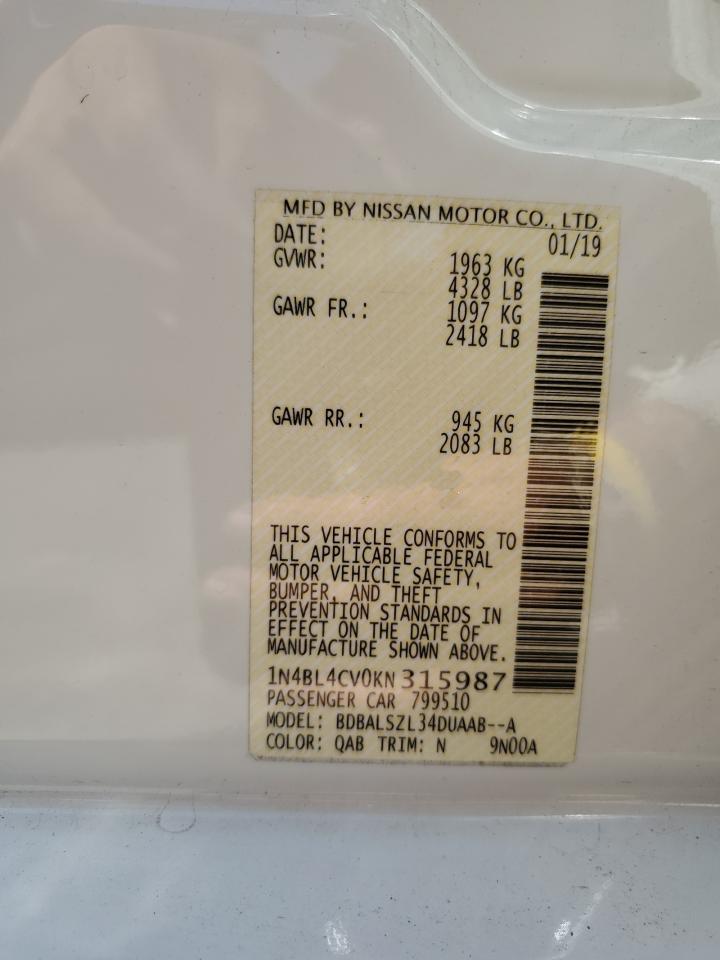 MFD BY NISSAN MOTOR CO., LTD.
DATE: 01/19
GVWR: 1963 KG
4328 LB
GAWR FR.: 1097 KG
2418 LB
GAWR RR.: 945 KG
2083 LB
THIS VEHICLE CONFORMS TO
ALL APPLICABLE FEDERAL
MOTOR VEHICLE SAFETY,
BUMPER, AND THEFT
PREVENTION STANDARDS IN
EFFECT ON THE DATE OF
MANUFACTURE SHOWN ABOVE.
1N4BL4CV0KN315987
PASSENGER CAR 799510
MODEL: BDBALSZL34DUAAB--A
COLOR: QAB TRIM: N 9N00A